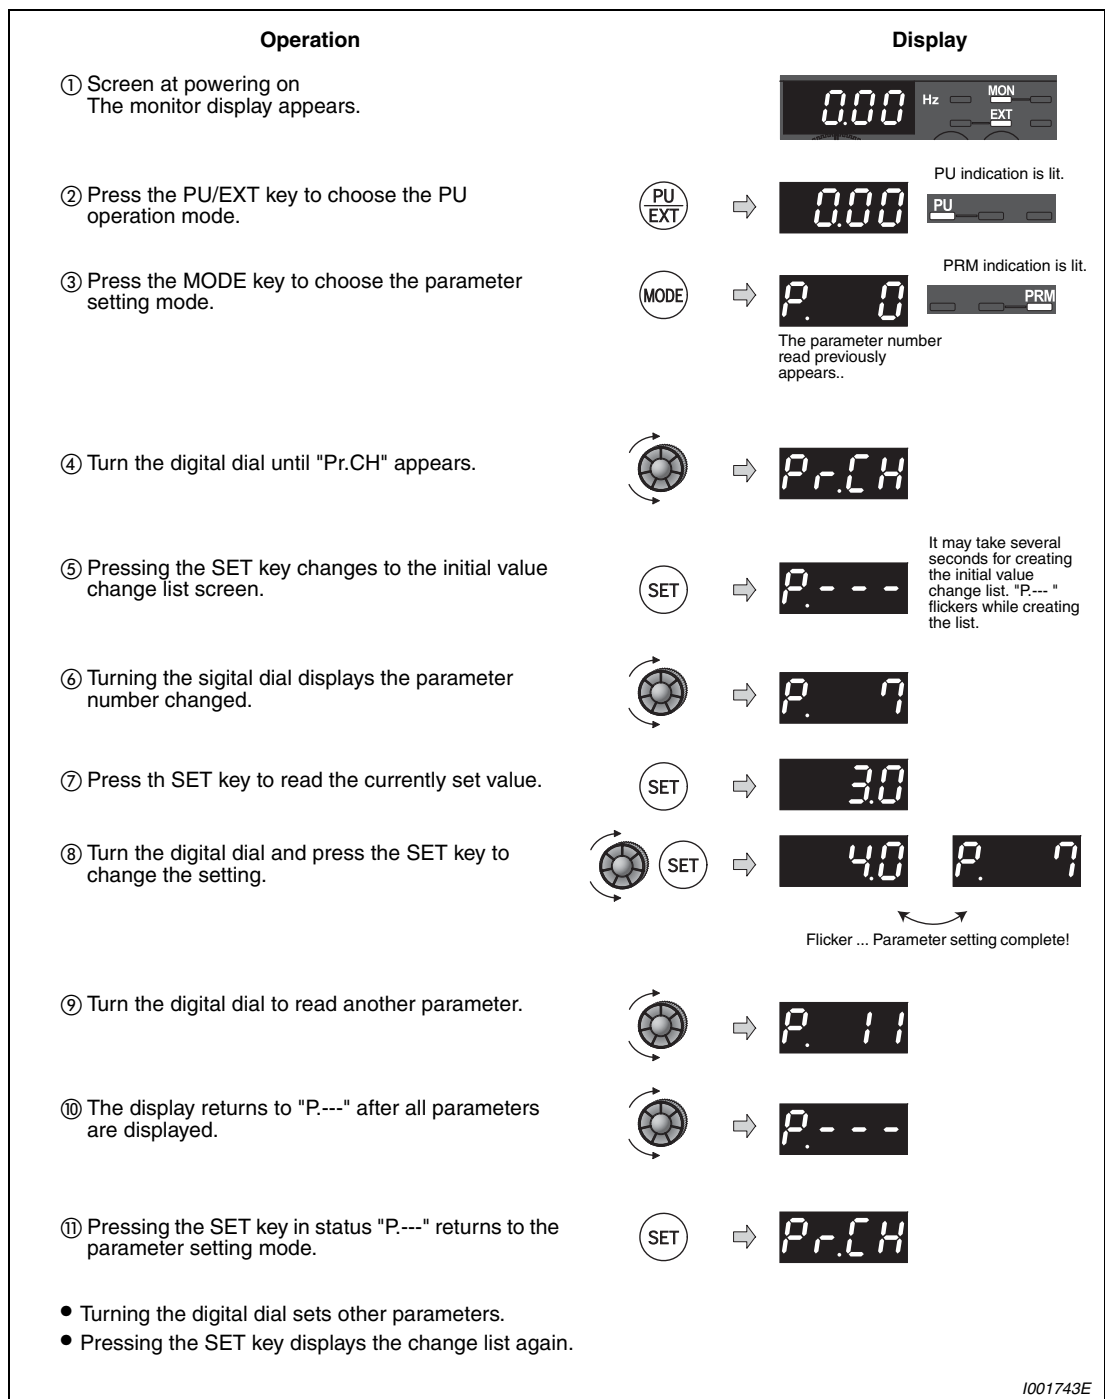 Operation
Display
① Screen at powering on
The monitor display appears.
0.00 Hz MON
EXT
② Press the PU/EXT key to choose the PU
operation mode.
PU
EXT
0.00
PU indication is lit.
PU
③ Press the MODE key to choose the parameter
setting mode.
MODE
P. 0
PRM indication is lit.
PRM
The parameter number
read previously
appears..
④ Turn the digital dial until "Pr.CH" appears.
Pr.CH
⑤ Pressing the SET key changes to the initial value
change list screen.
SET
P.---
It may take several
seconds for creating
the initial value
change list. "P.--- "
flickers while creating
the list.
⑥ Turning the sigital dial displays the parameter
number changed.
P. 7
⑦ Press th SET key to read the currently set value.
SET
3.0
⑧ Turn the digital dial and press the SET key to
change the setting.
SET
4.0 P. 7
Flicker ... Parameter setting complete!
⑨ Turn the digital dial to read another parameter.
P. 11
⑩ The display returns to "P.---" after all parameters
are displayed.
P.---
⑪ Pressing the SET key in status "P.---" returns to the
parameter setting mode.
SET
Pr.CH
● Turning the digital dial sets other parameters.
● Pressing the SET key displays the change list again.
I001743E